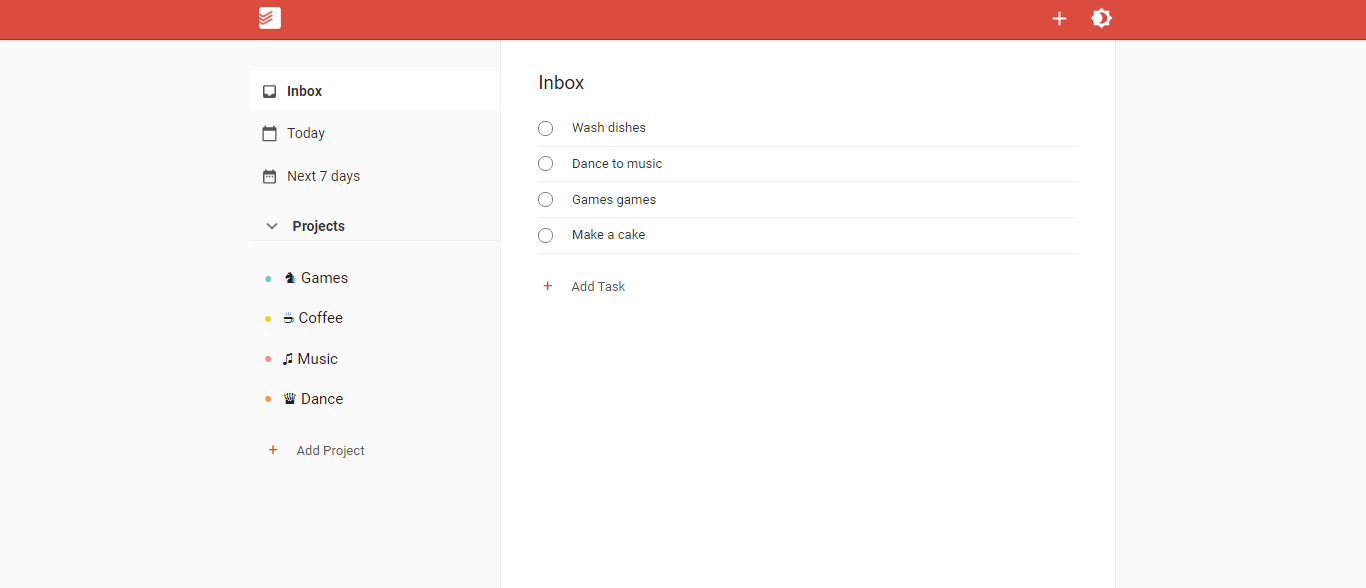 Inbox
Today
Next 7 days
Projects
♞ Games
☕ Coffee
♫ Music
♛ Dance
+ Add Project
Inbox
Wash dishes
Dance to music
Games games
Make a cake
+ Add Task